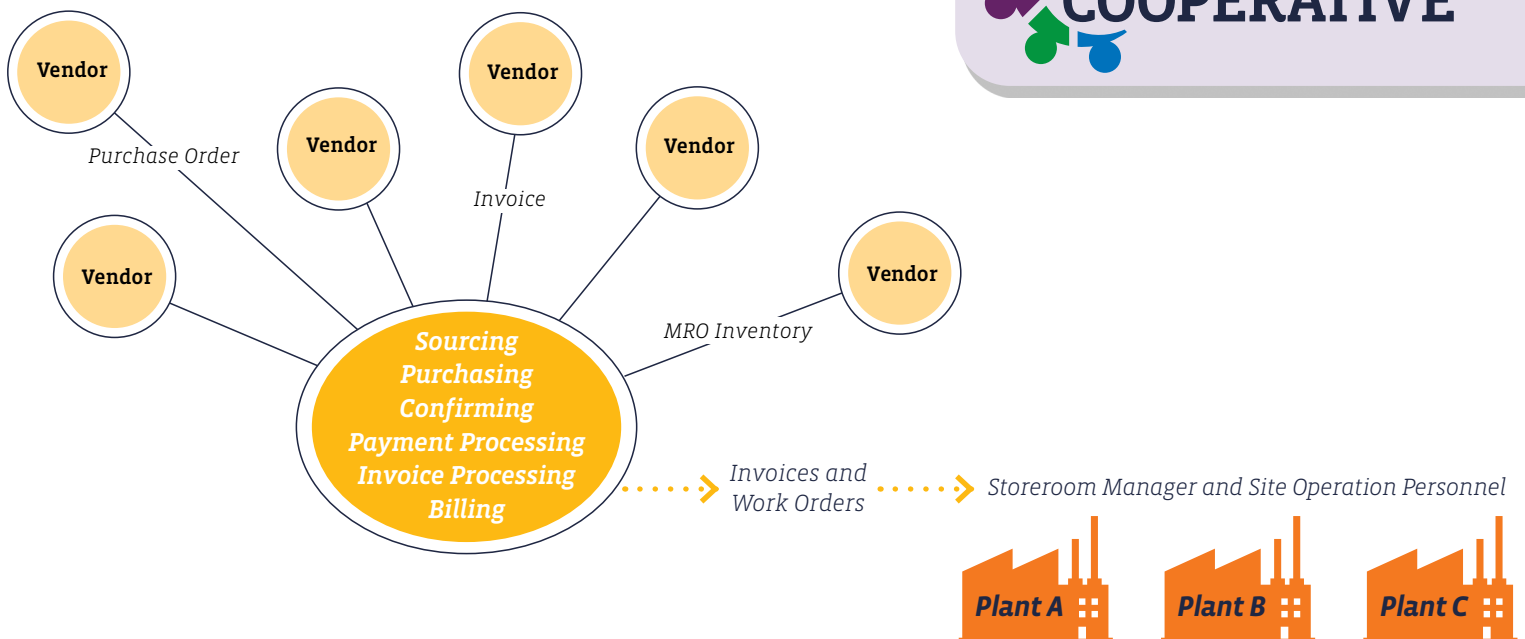 COOPERATIVE
Vendor
Vendor
Vendor
Vendor
Purchase Order
Invoice
Vendor
Vendor
MRO Inventory
Sourcing
Purchasing
Confirming
Payment Processing
Invoice Processing
Billing
Invoices and
Work Orders
Storeroom Manager and Site Operation Personnel
Plant A
Plant B
Plant C